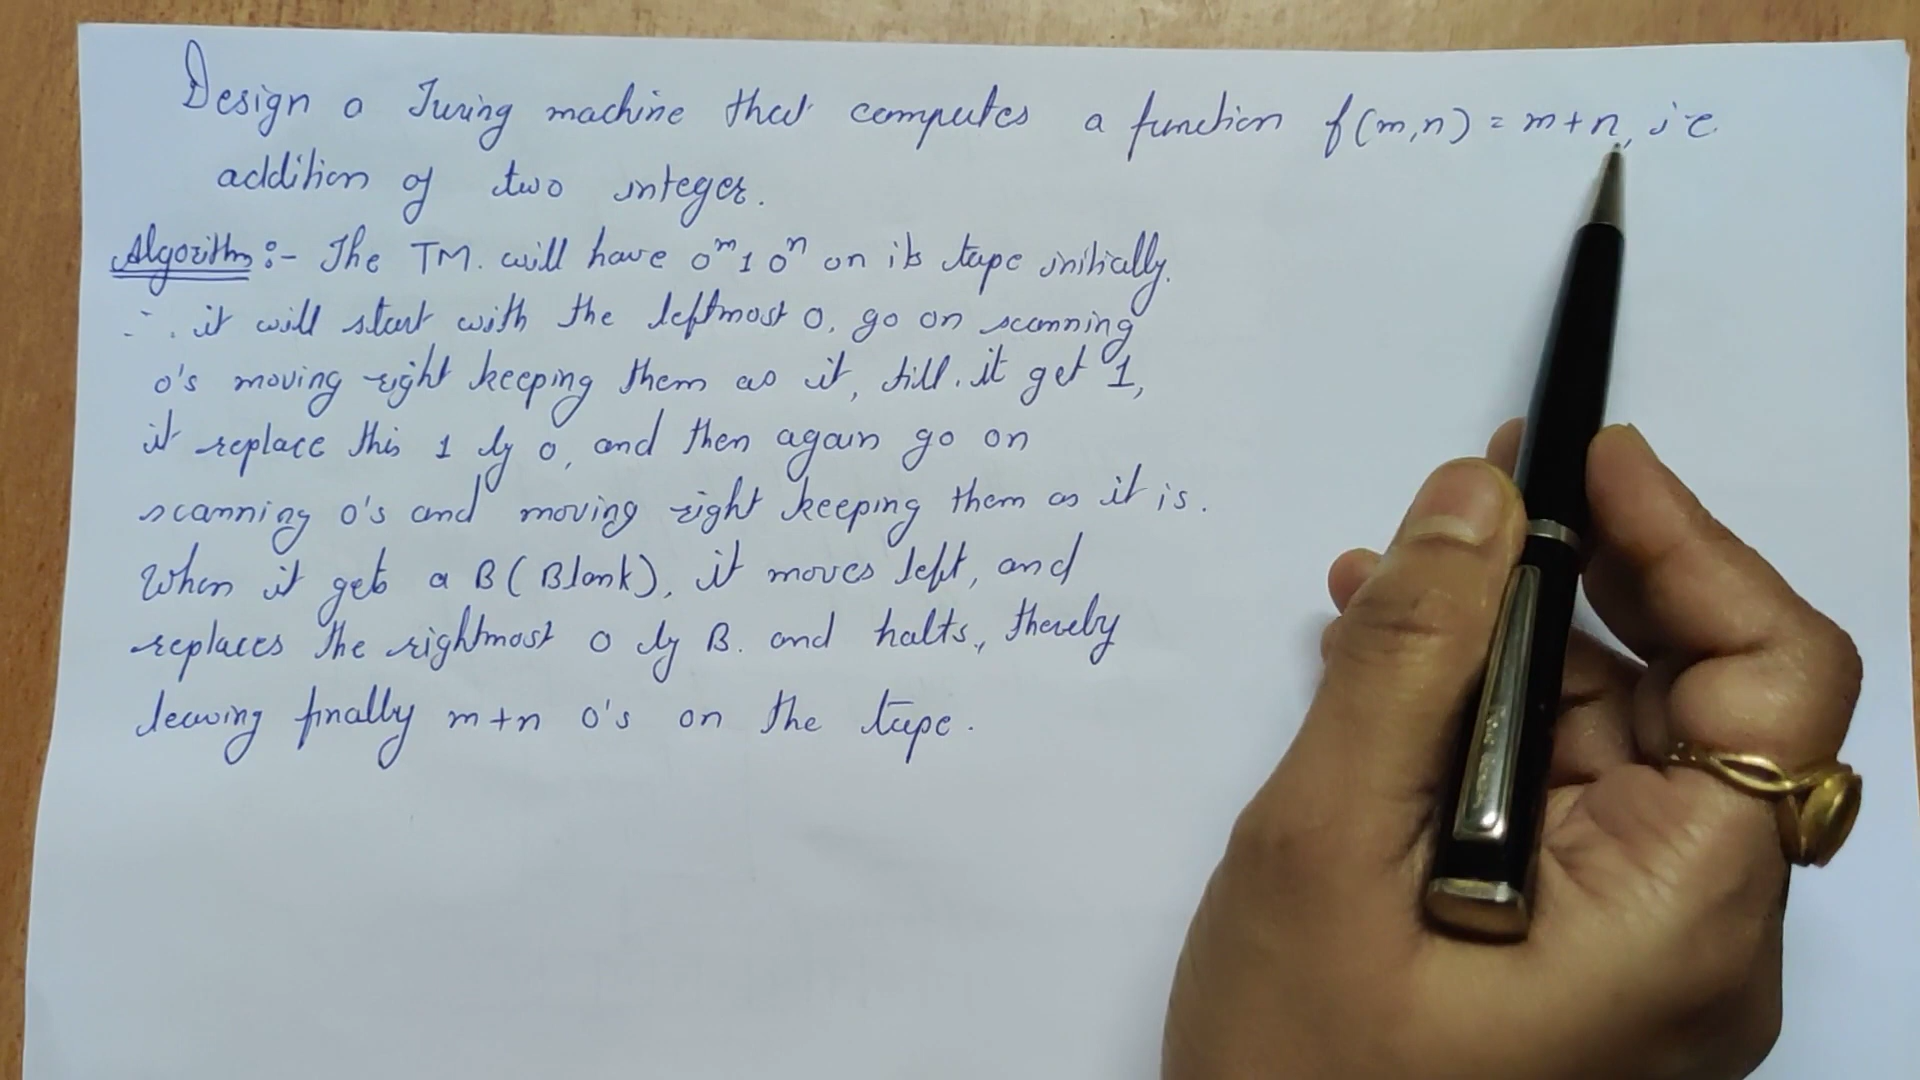 Design a Turing machine that computes a function f(m,n) = m+n, i.e
addition of two integer.
Algorithm :- The TM. will have 0ᵐ 1 0ⁿ on its tape initially.
∴ it will start with the leftmost 0, go on scanning
0's moving right keeping them as it, till. it get 1,
it replace this 1 by 0, and then again go on
scanning 0's and moving right keeping them as it is.
When it gets a B (Blank), it moves left, and
replaces the rightmost 0 by B. and halts, thereby
leaving finally m+n 0's on the tape.